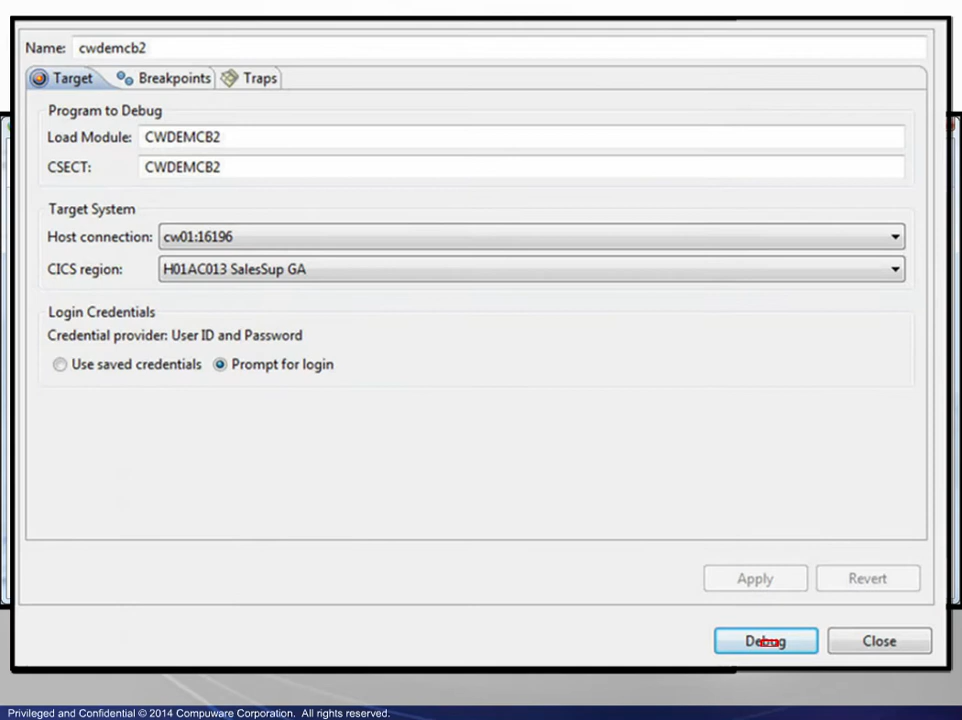 Name: cwdemcb2
Target Breakpoints Traps
Program to Debug
Load Module: CWDEMCB2
CSECT: CWDEMCB2
Target System
Host connection: cw01:16196
CICS region: H01AC013 SalesSup GA
Login Credentials
Credential provider: User ID and Password
Use saved credentials Prompt for login
Apply Revert
Debug Close
Privileged and Confidential © 2014 Compuware Corporation. All rights reserved.